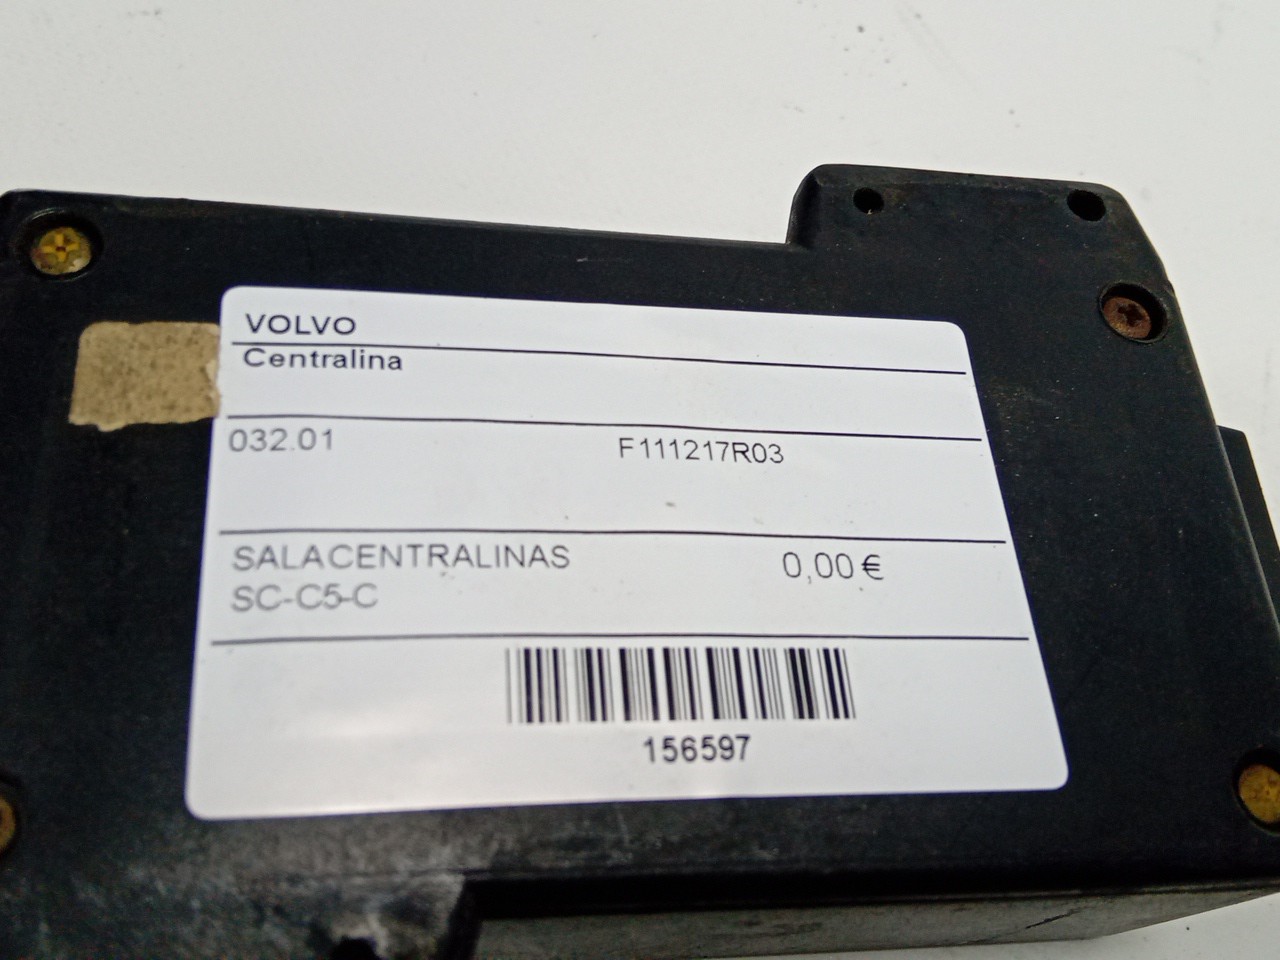 VOLVO
Centralina
032.01 F111217R03
SALACENTRALINAS 0,00 €
SC-C5-C
156597